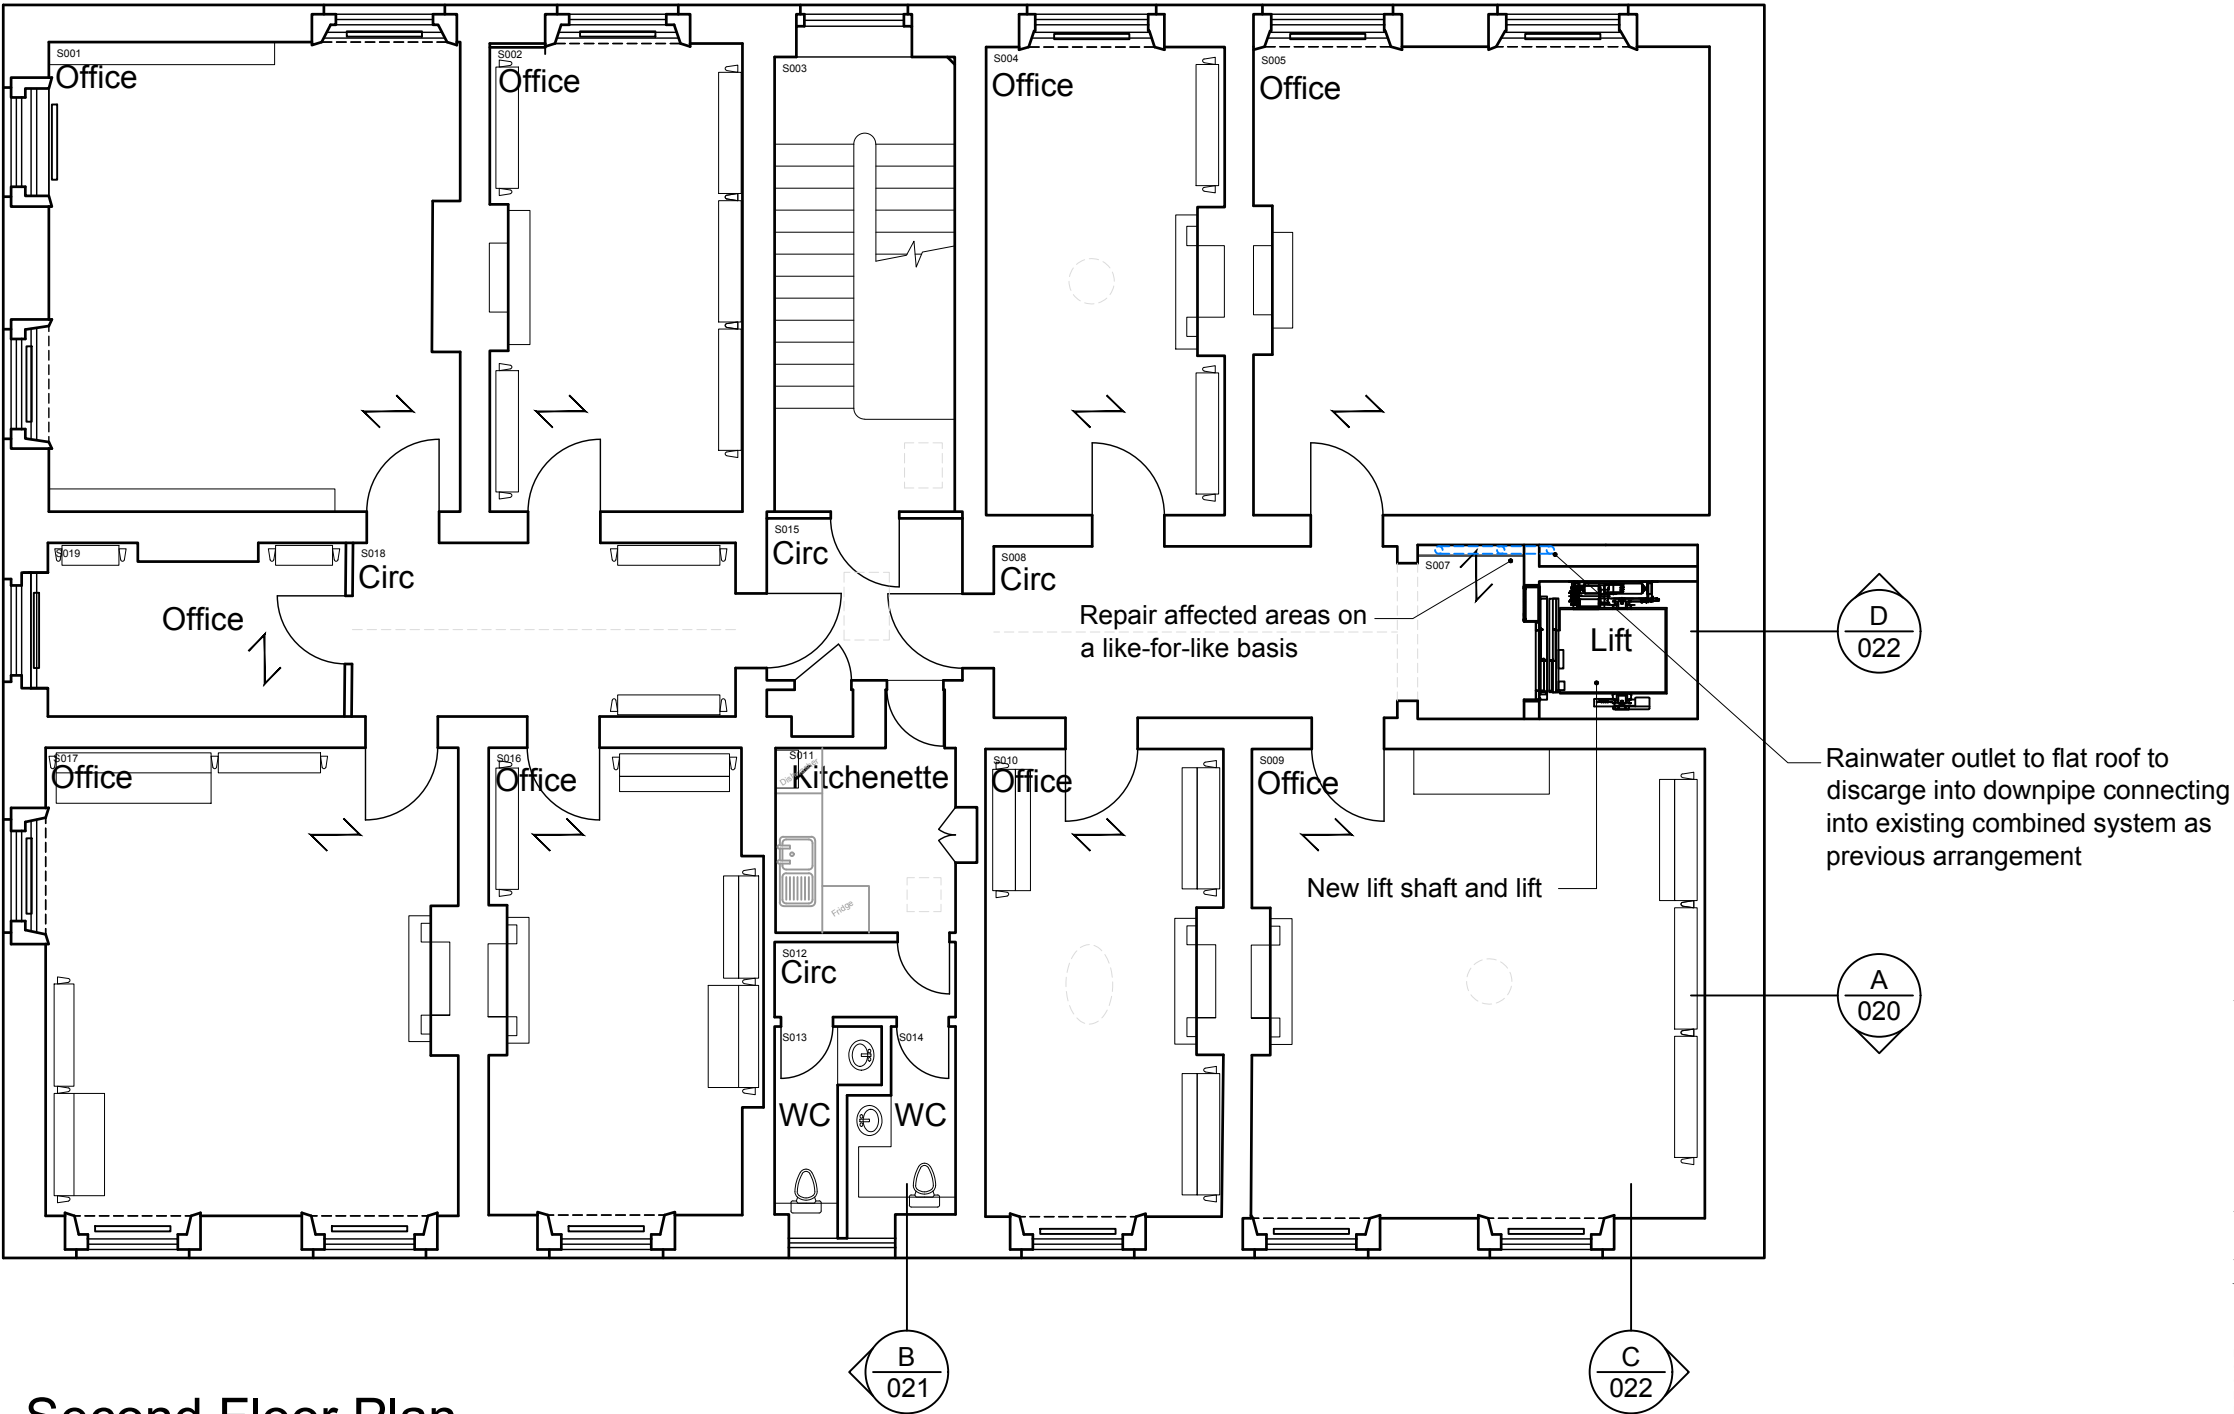 S001
Office
S002
Office
S003
S004
Office
S005
Office
S019
Office
S018
Circ
S015
Circ
S008
Circ
S007
Repair affected areas on
a like-for-like basis
Lift
D
022
S017
Office
S016
Office
S011
Kitchenette
Fridge
S010
Office
S009
Office
Rainwater outlet to flat roof to
discarge into downpipe connecting
into existing combined system as
previous arrangement
New lift shaft and lift
S012
Circ
A
020
S013
S014
WC
WC
B
021
C
022
Second Floor Plan